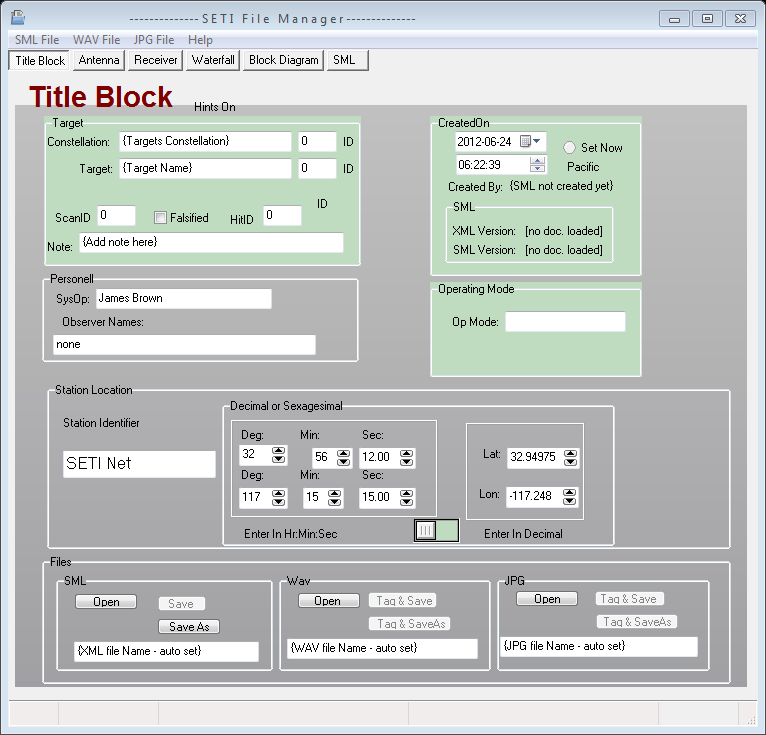 --------------SETI File Manager--------------
SML File WAV File JPG File Help
Title Block Antenna Receiver Waterfall Block Diagram SML
Title Block
Hints On
Target
Constellation: {Targets Constellation} 0 ID
Target: {Target Name} 0 ID
ID
ScanID 0 Falsified HitID 0
Note: {Add note here}
CreatedOn
2012-06-24 Set Now
06:22:39 Pacific
Created By: {SML not created yet}
SML
XML Version: [no doc. loaded]
SML Version: [no doc. loaded]
Personell
SysOp: James Brown
Observer Names:
none
Operating Mode
Op Mode:
Station Location
Station Identifier
SETI Net
Decimal or Sexagesimal
Deg: Min: Sec:
32 56 12.00
Deg: Min: Sec:
117 15 15.00
Lat: 32.94975
Lon: -117.248
Enter In Hr:Min:Sec Enter In Decimal
Files
SML
Open Save
Save As
{XML file Name - auto set}
Wav
Open Tag & Save
Tag & SaveAs
{WAV file Name - auto set}
JPG
Open Tag & Save
Tag & SaveAs
{JPG file Name - auto set}